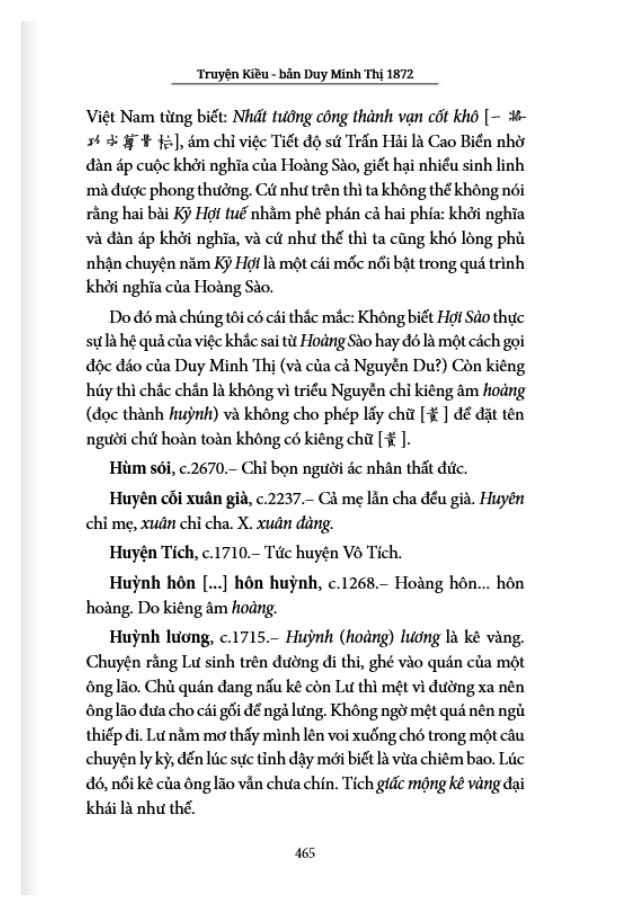 Truyện Kiều - bản Duy Minh Thị 1872
Việt Nam từng biết: Nhất tướng công thành vạn cốt khô [一 將
功 成 萬 骨 枯], ám chỉ việc Tiết độ sứ Trấn Hải là Cao Biền nhờ
đàn áp cuộc khởi nghĩa của Hoàng Sào, giết hại nhiều sinh linh
mà được phong thưởng. Cứ như trên thì ta không thể không nói
rằng hai bài Kỷ Hợi tuế nhằm phê phán cả hai phía: khởi nghĩa
và đàn áp khởi nghĩa, và cứ như thế thì ta cũng khó lòng phủ
nhận chuyện năm Kỷ Hợi là một cái mốc nổi bật trong quá trình
khởi nghĩa của Hoàng Sào.
Do đó mà chúng tôi có cái thắc mắc: Không biết Hợi Sào thực
sự là hệ quả của việc khắc sai từ Hoàng Sào hay đó là một cách gọi
độc đáo của Duy Minh Thị (và của cả Nguyễn Du?) Còn kiêng
húy thì chắc chắn là không vì triều Nguyễn chỉ kiêng âm hoàng
(đọc thành huỳnh) và không cho phép lấy chữ [黃] để đặt tên
người chứ hoàn toàn không có kiêng chữ [黃].
Hùm sói, c.2670.– Chỉ bọn người ác nhân thất đức.
Huyên cỗi xuân già, c.2237.– Cả mẹ lẫn cha đều già. Huyên
chỉ mẹ, xuân chỉ cha. X. xuân đàng.
Huyện Tích, c.1710.– Tức huyện Vô Tích.
Huỳnh hôn [...] hôn huỳnh, c.1268.– Hoàng hôn... hôn
hoàng. Do kiêng âm hoàng.
Huỳnh lương, c.1715.– Huỳnh (hoàng) lương là kê vàng.
Chuyện rằng Lư sinh trên đường đi thi, ghé vào quán của một
ông lão. Chủ quán đang nấu kê còn Lư thì mệt vì đường xa nên
ông lão đưa cho cái gối để ngả lưng. Không ngờ mệt quá nên ngủ
thiếp đi. Lư nằm mơ thấy mình lên voi xuống chó trong một câu
chuyện ly kỳ, đến lúc sực tỉnh dậy mới biết là vừa chiêm bao. Lúc
đó, nồi kê của ông lão vẫn chưa chín. Tích giấc mộng kê vàng đại
khái là như thế.
465